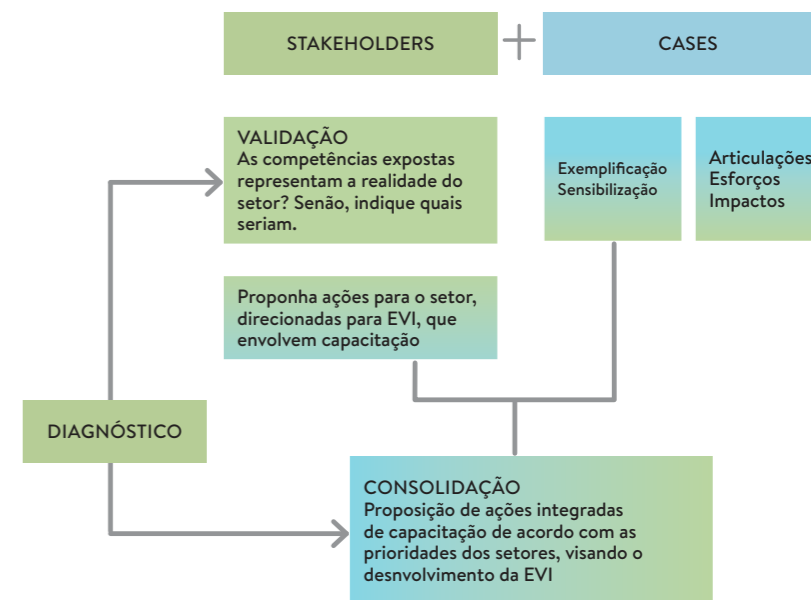 STAKEHOLDERS
+
CASES
VALIDAÇÃO
As competências expostas
representam a realidade do
setor? Senão, indique quais
seriam.
Exemplificação
Sensibilização
Articulações
Esforços
Impactos
Proponha ações para o setor,
direcionadas para EVI, que
envolvem capacitação
DIAGNÓSTICO
CONSOLIDAÇÃO
Proposição de ações integradas
de capacitação de acordo com as
prioridades dos setores, visando o
desnvolvimento da EVI